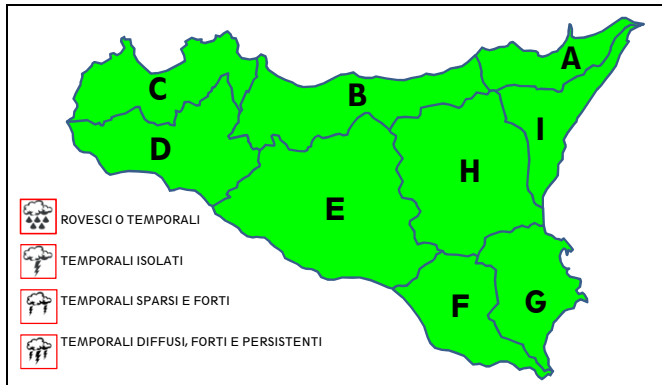 A
C
B
I
D
H
E
ROVESCI O TEMPORALI
TEMPORALI ISOLATI
TEMPORALI SPARSI E FORTI
F
G
TEMPORALI DIFFUSI, FORTI E PERSISTENTI